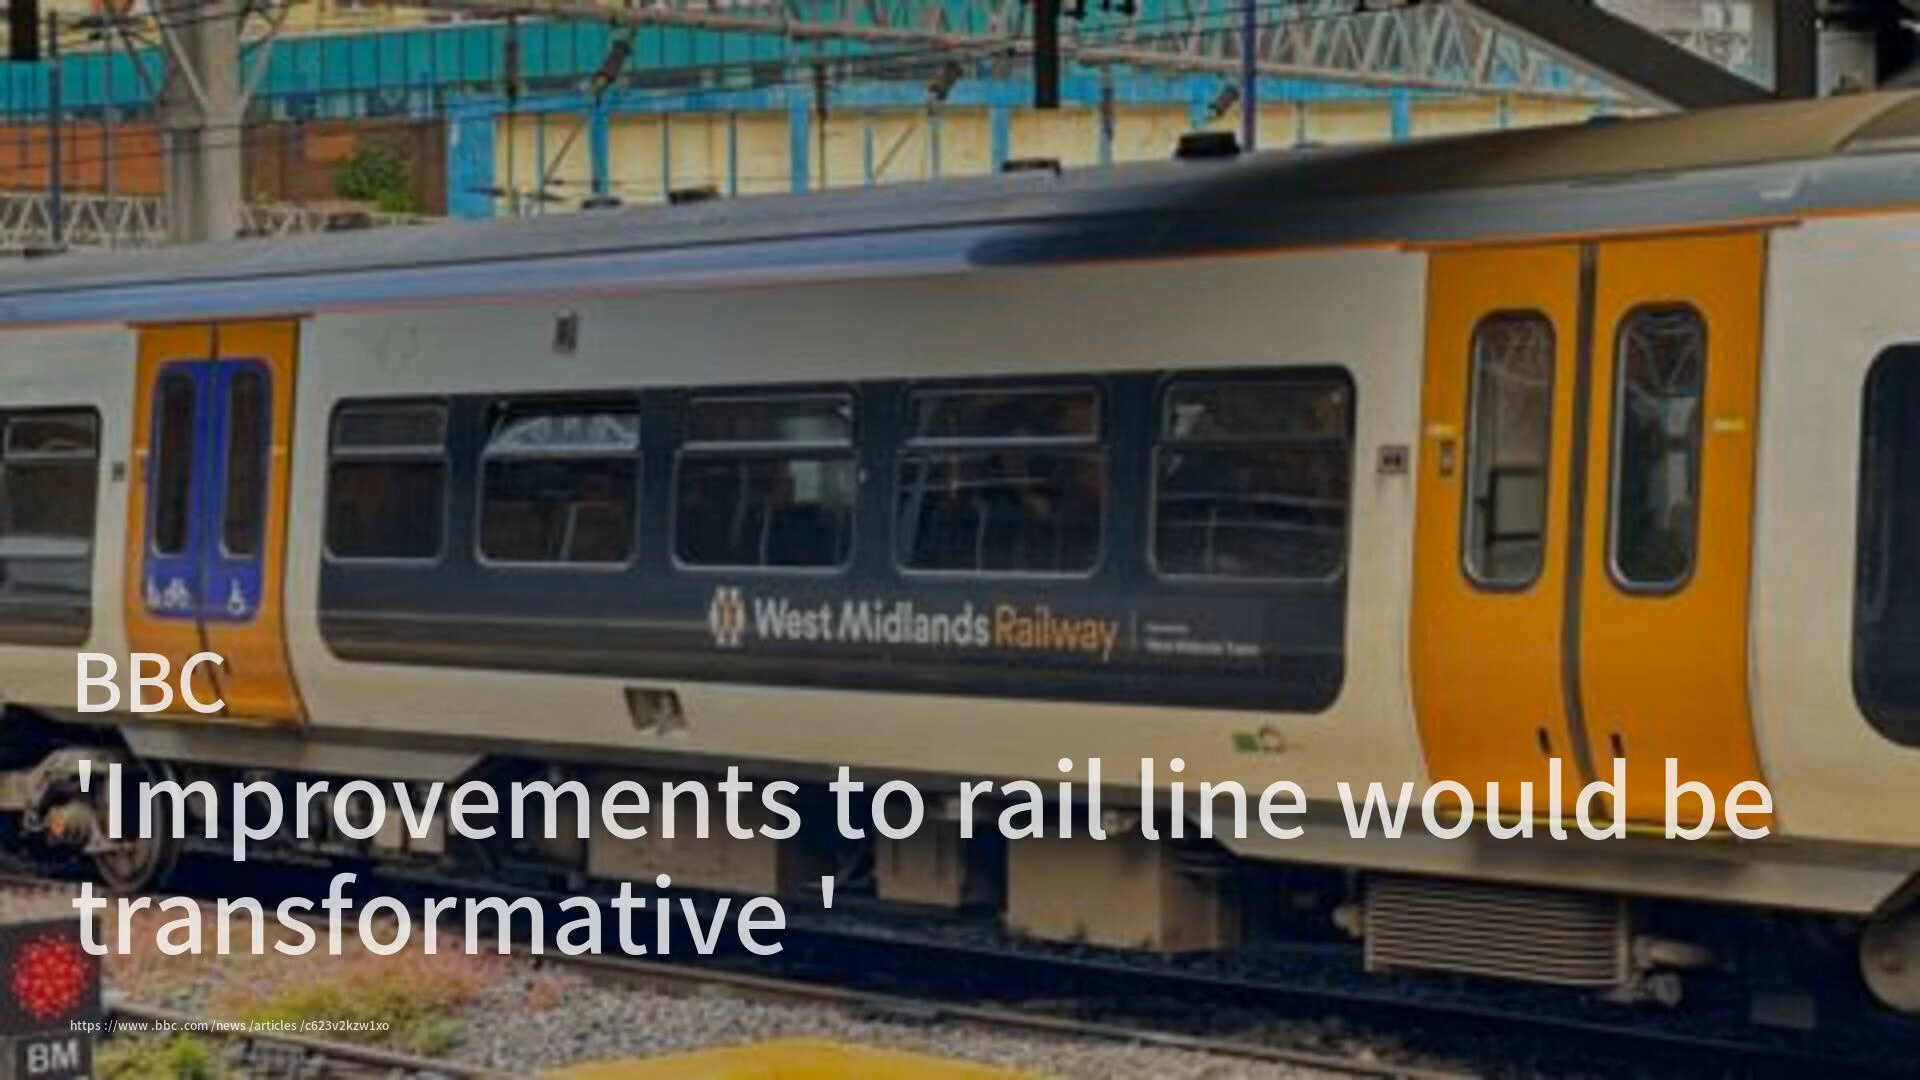 West Midlands Railway
BBC
'Improvements to rail line would be
transformative '
https ://www .bbc .com /news /articles /c623v2kzw1xo
BM